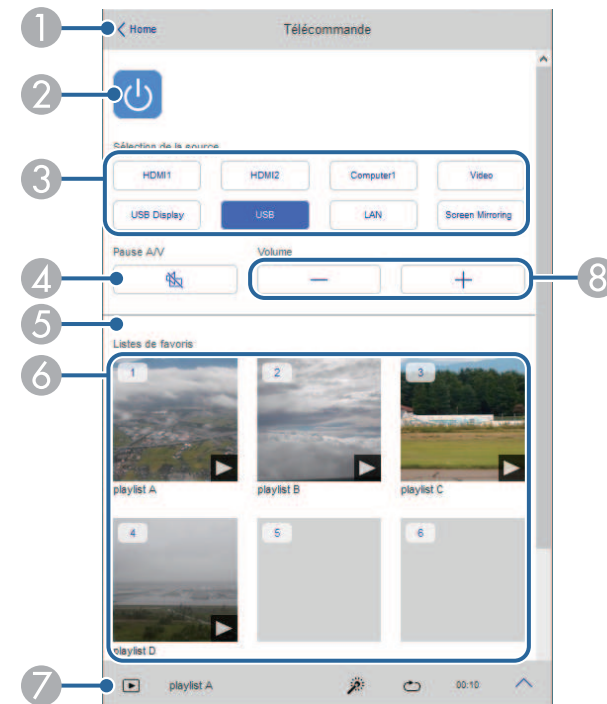 1
Home
Télécommande
2
Sélection de la source
3
HDMI1
HDMI2
Computer1
Video
USB Display
USB
LAN
Screen Mirroring
Pause A/V
Volume
4
8
5
Listes de favoris
6
1
2
3
playlist A
playlist B
playlist C
4
5
6
playlist D
7
playlist A
00:10